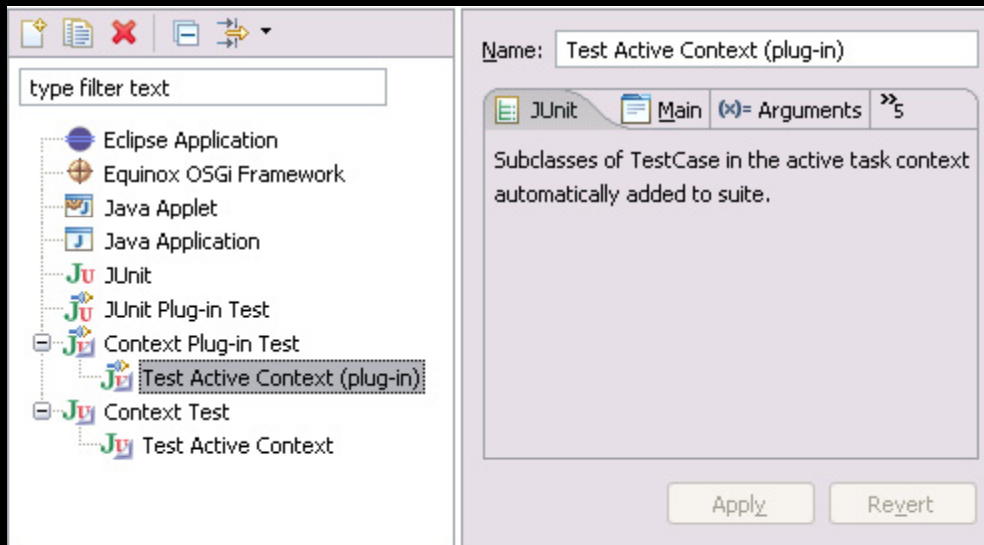 type filter text
Eclipse Application
Equinox OSGi Framework
Java Applet
Java Application
JUnit
JUnit Plug-in Test
Context Plug-in Test
Test Active Context (plug-in)
Context Test
Test Active Context
Name: Test Active Context (plug-in)
JUnit Main (x)= Arguments »5
Subclasses of TestCase in the active task context
automatically added to suite.
Apply Revert